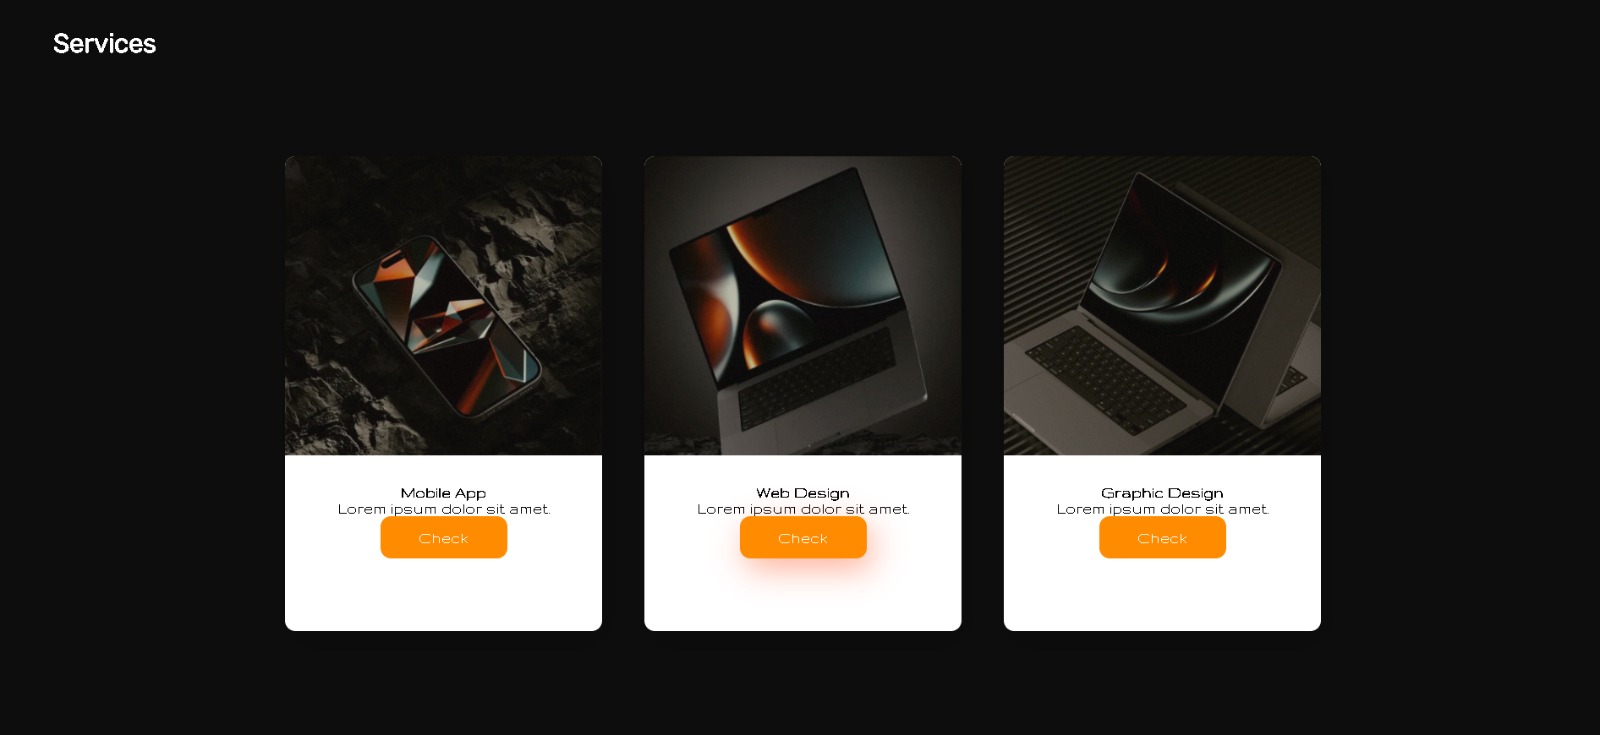 Services
Mobile App
Lorem ipsum dolor sit amet.
Check
Web Design
Lorem ipsum dolor sit amet.
Check
Graphic Design
Lorem ipsum dolor sit amet.
Check